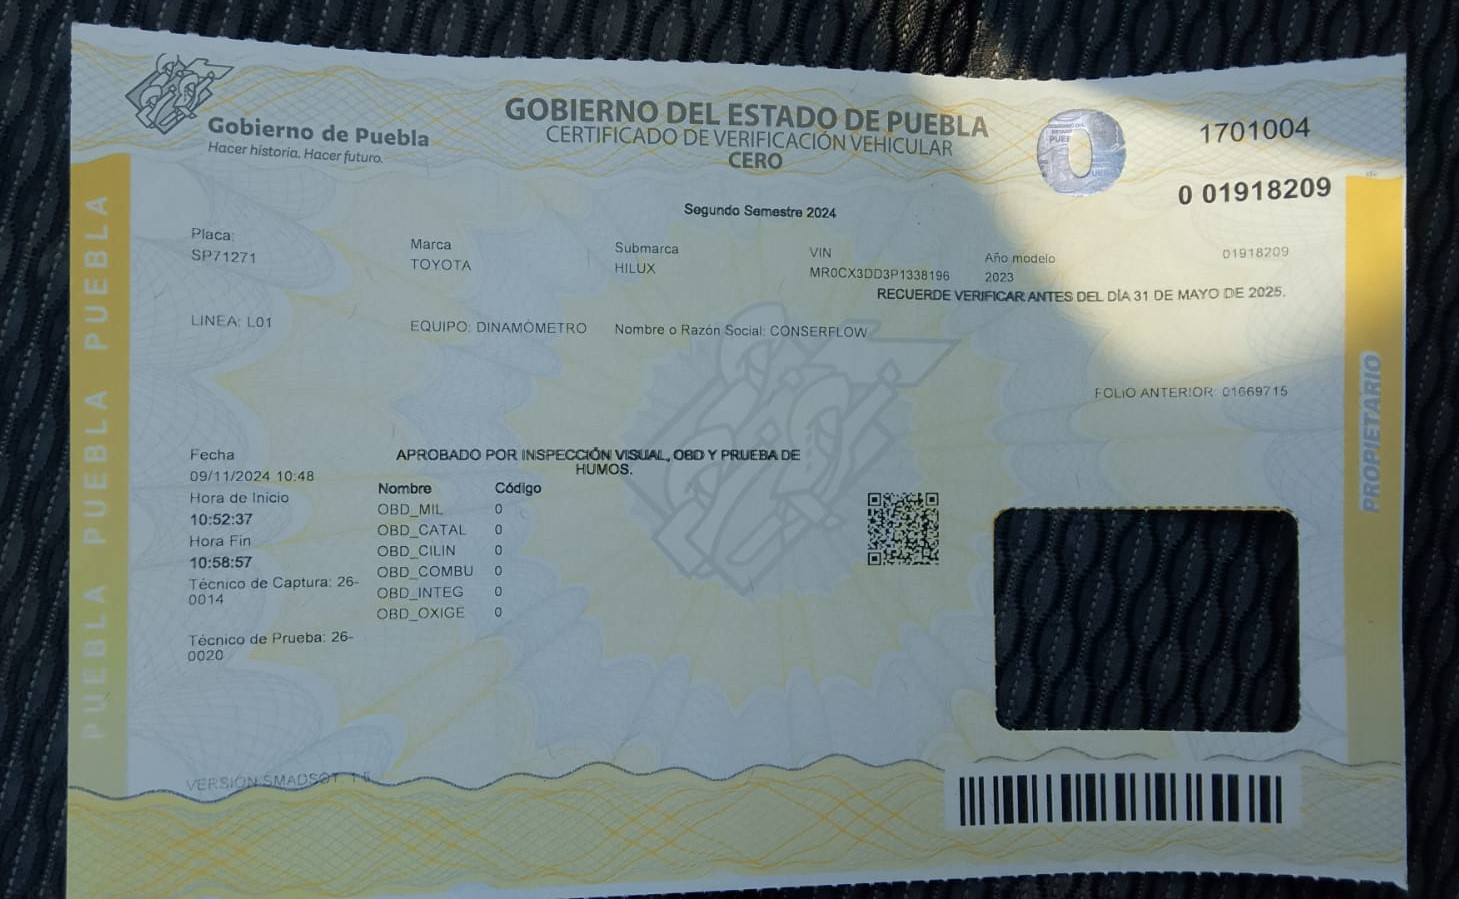 Gobierno de Puebla
Hacer historia. Hacer futuro.
GOBIERNO DEL ESTADO DE PUEBLA
CERTIFICADO DE VERIFICACIÓN VEHICULAR
CERO
1701004
0 01918209
Segundo Semestre 2024
Placa:
SP71271
Marca
TOYOTA
Submarca
HILUX
VIN
MR0CX3DD3P1338196
Año modelo
2023
01918209
RECUERDE VERIFICAR ANTES DEL DÍA 31 DE MAYO DE 2025.
LINEA: L01
EQUIPO: DINAMÓMETRO
Nombre o Razón Social: CONSERFLOW
FOLIO ANTERIOR: 01669715
Fecha
09/11/2024 10:48
Hora de Inicio
10:52:37
Hora Fin
10:58:57
Técnico de Captura: 26-
0014
Técnico de Prueba: 26-
0020
APROBADO POR INSPECCIÓN VISUAL, OBD Y PRUEBA DE
HUMOS.
Nombre Código
OBD_MIL 0
OBD_CATAL 0
OBD_CILIN 0
OBD_COMBU 0
OBD_INTEG 0
OBD_OXIGE 0
VERSIÓN SMADSOT
PUEBLA PUEBLA PUEBLA PUEBLA
PROPIETARIO